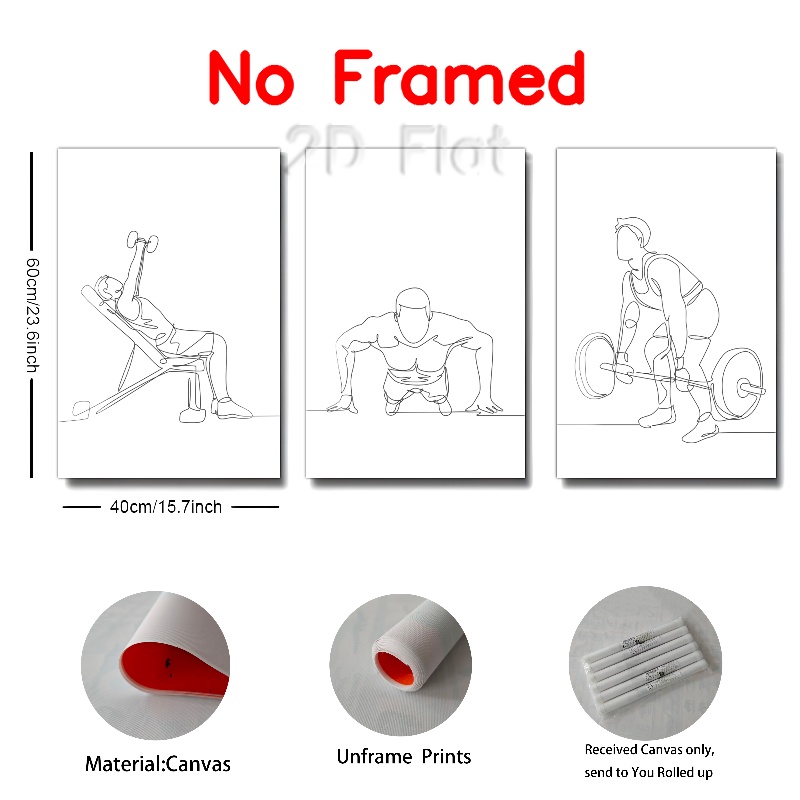 No Framed
2D Flat
60cm/23.6inch
40cm/15.7inch
Material:Canvas
Unframe Prints
Received Canvas only,
send to You Rolled up